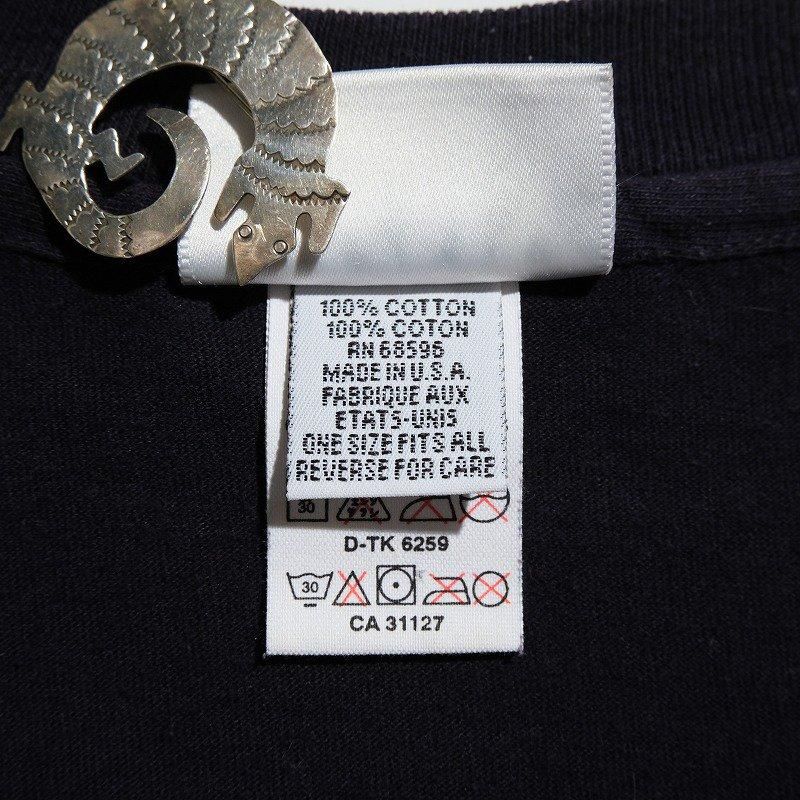 100% COTTON
100% COTON
RN 68596
MADE IN U.S.A.
FABRIQUE AUX
ETATS-UNIS
ONE SIZE FITS ALL
REVERSE FOR CARE
30
D-TK 6259
30
CA 31127